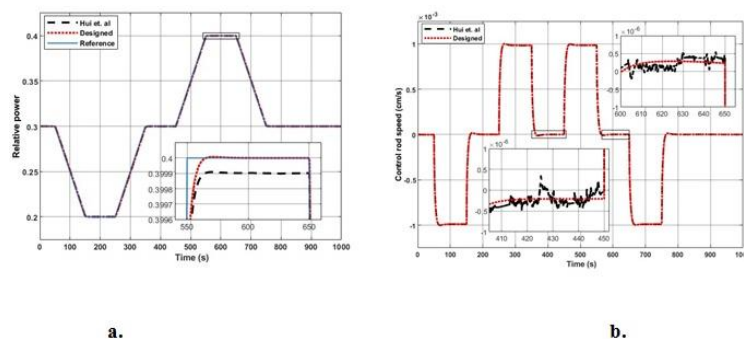 Hui et. al
Designed
Reference
Relative power
0.4
0.35
0.3
0.25
0.2
0.4
0.3999
0.3998
0.3997
0.3996
550
600
650
0 100 200 300 400 500 600 700 800 900 1000
Time (s)
a.
× 10⁻³
Hui et. al
Designed
Control rod speed (cm/s)
1
0
-1
× 10⁻⁶
1
0.5
0
-0.5
-1
600 610 620 630 640 650
× 10⁻⁶
1
0.5
0
-0.5
-1
410 420 430 440 450
0 100 200 300 400 500 600 700 800 900 1000
Time (s)
b.